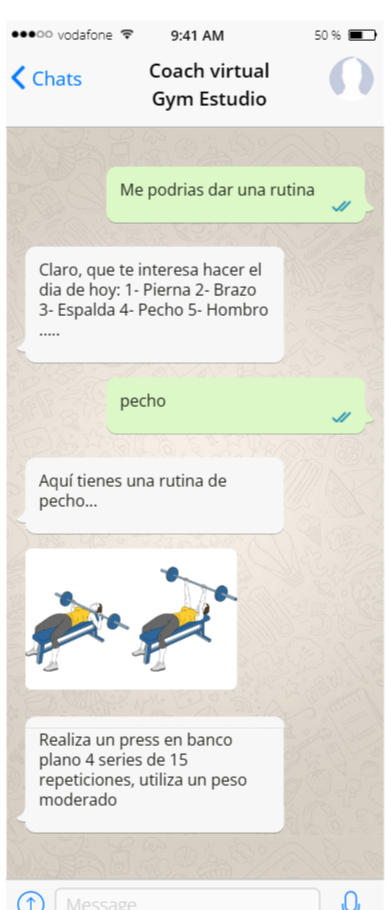 vodafone 9:41 AM 50 %
Chats
Coach virtual
Gym Estudio
Me podrias dar una rutina
Claro, que te interesa hacer el
dia de hoy: 1- Pierna 2- Brazo
3- Espalda 4- Pecho 5- Hombro
.....
pecho
Aquí tienes una rutina de
pecho...
Realiza un press en banco
plano 4 series de 15
repeticiones, utiliza un peso
moderado
Message